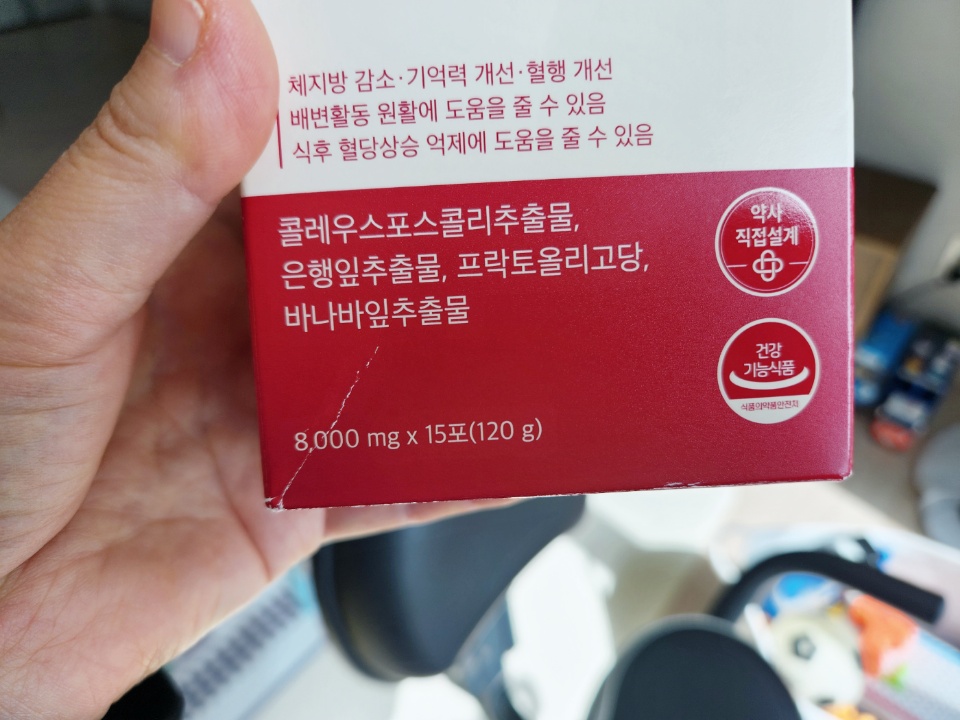 체지방 감소·기억력 개선·혈행 개선
배변활동 원활에 도움을 줄 수 있음
식후 혈당상승 억제에 도움을 줄 수 있음
콜레우스포스콜리추출물,
은행잎추출물, 프락토올리고당,
바나바잎추출물
약사
직접설계
건강
기능식품
식품의약품안전처
8,000 mg x 15포(120 g)